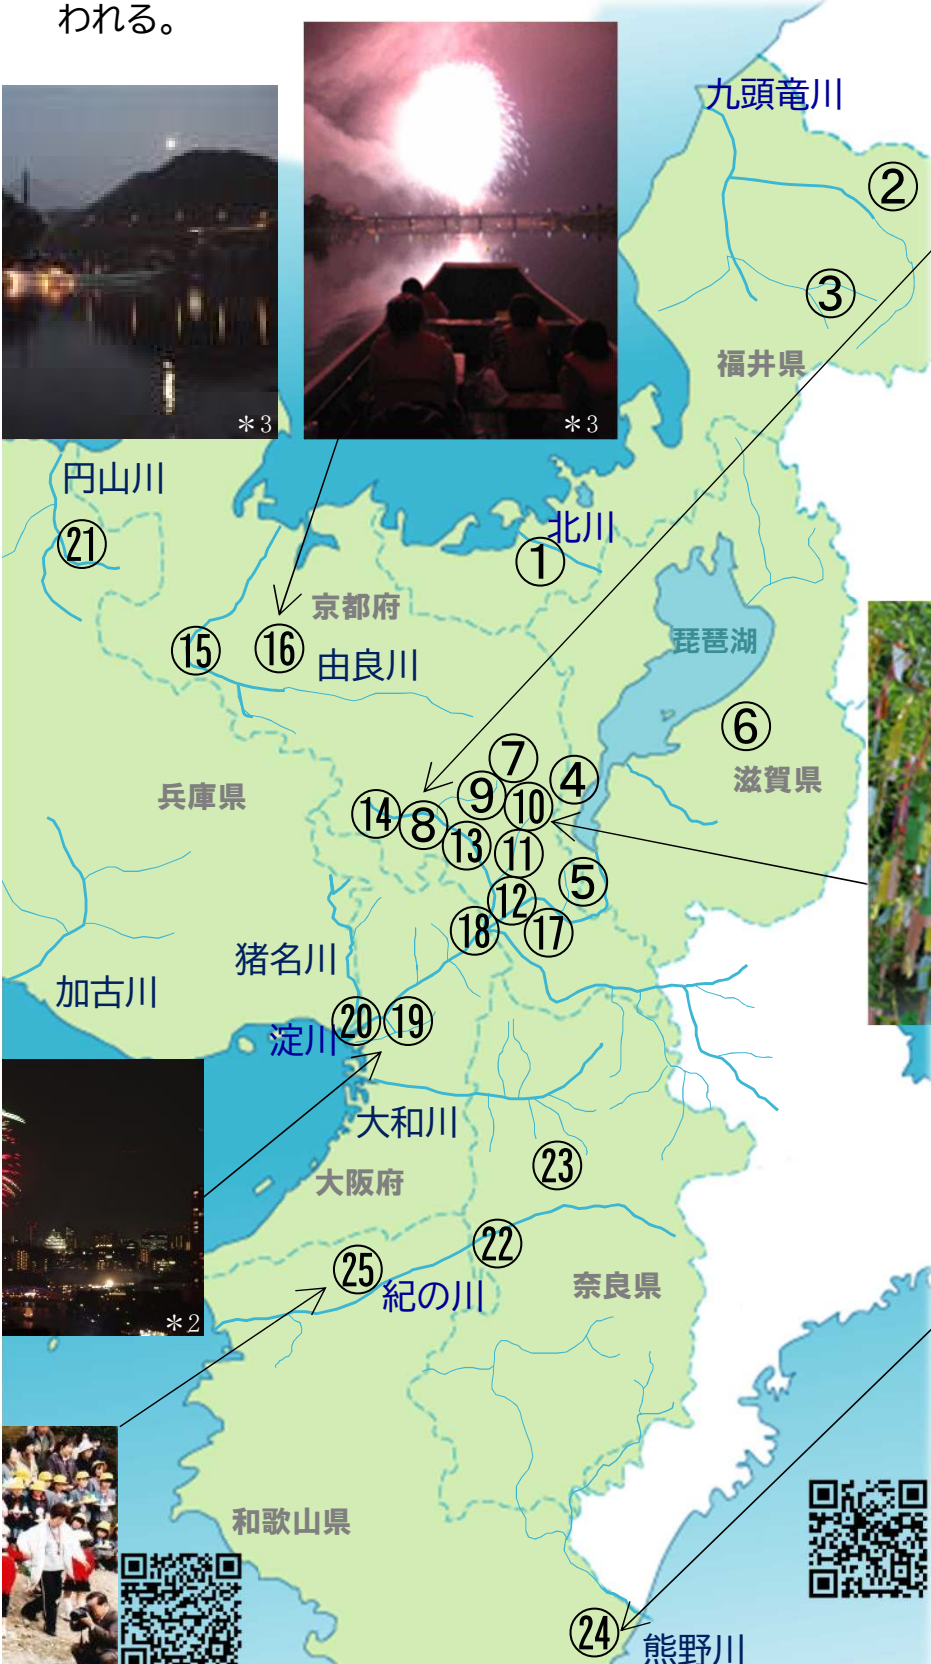 われる。
九頭竜川
②
③
福井県
＊3
＊3
円山川
㉑
北川
①
京都府
⑮
⑯
由良川
琵琶湖
⑥
滋賀県
兵庫県
⑦
④
⑨
⑩
⑭
⑧
⑬
⑪
⑤
⑫
⑱
⑰
猪名川
加古川
淀川
⑳
⑲
大和川
大阪府
㉓
㉒
㉕
紀の川
奈良県
＊2
和歌山県
㉔
熊野川